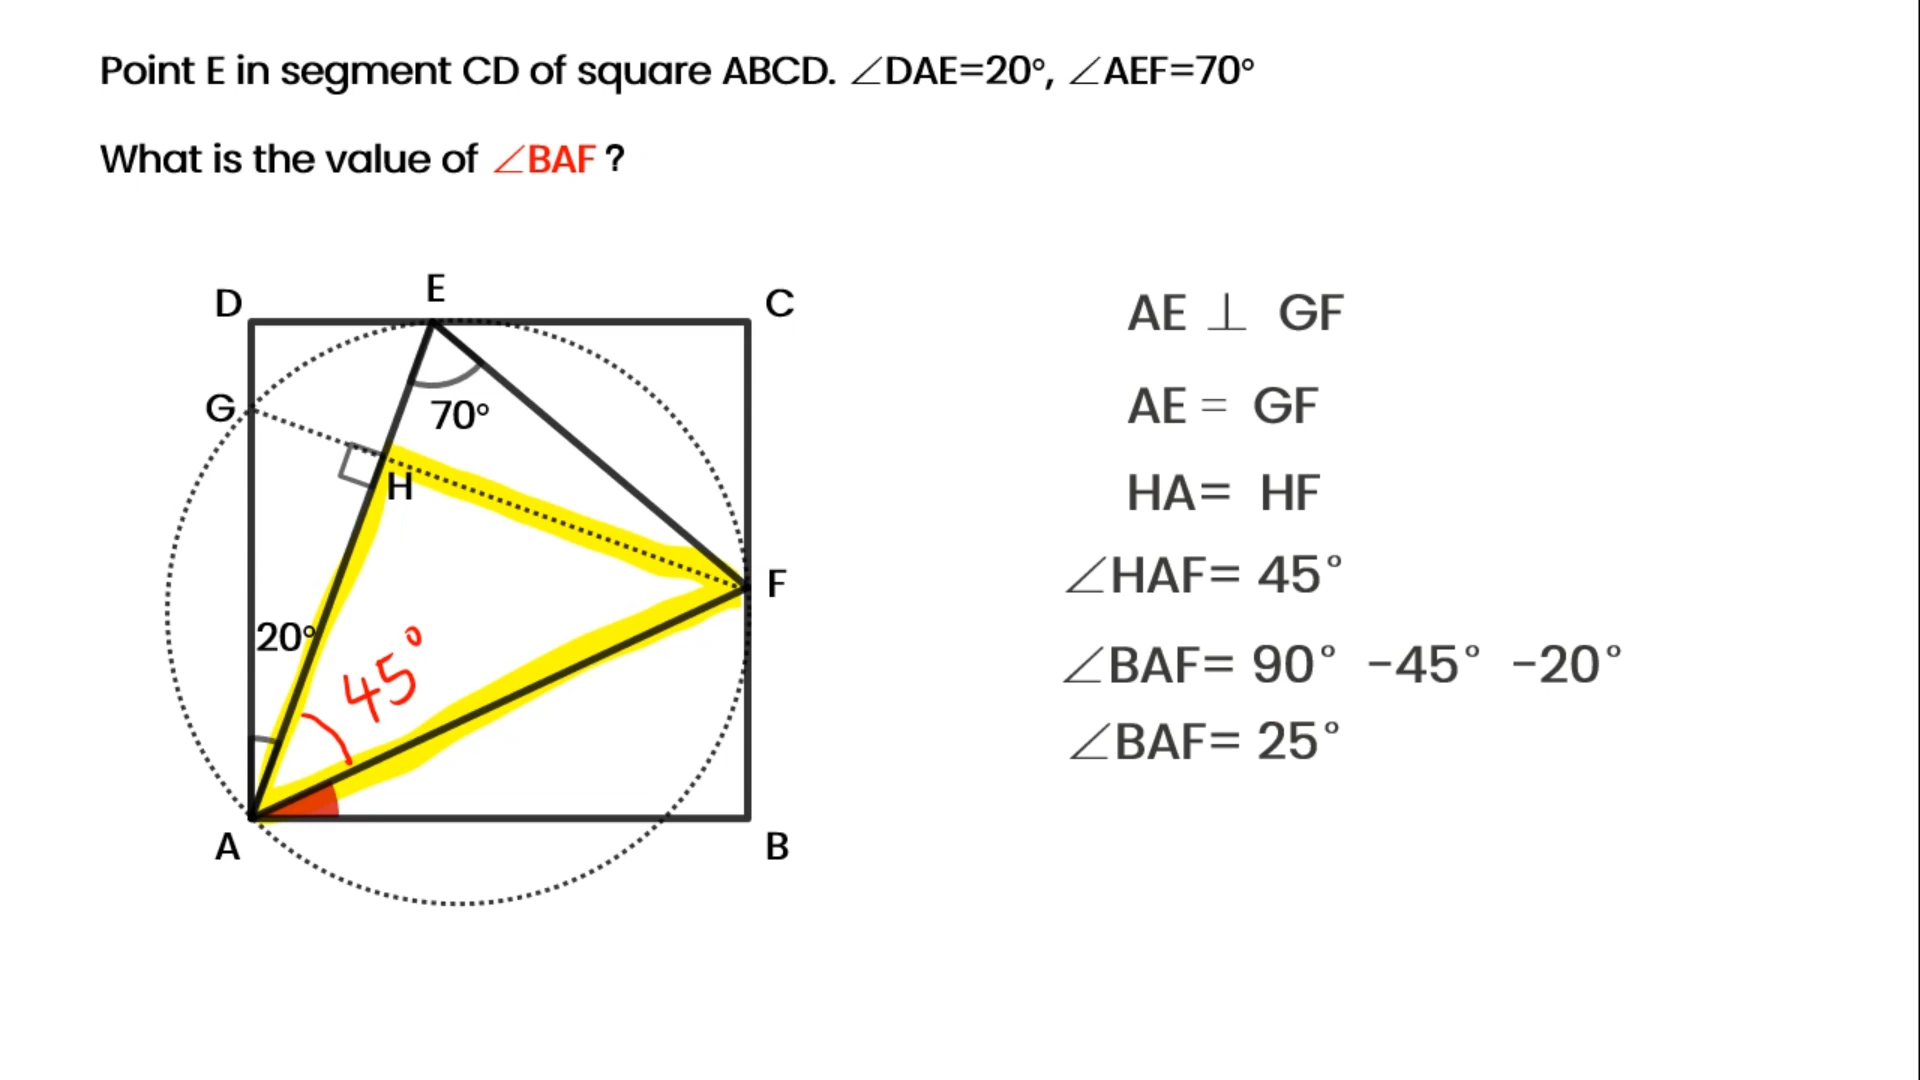 Point E in segment CD of square ABCD. ∠DAE=20°, ∠AEF=70°
What is the value of ∠BAF ?
E
D
C
AE ⊥ GF
G
70°
AE = GF
H
HA= HF
F
∠HAF= 45°
20°
45°
∠BAF= 90° -45° -20°
∠BAF= 25°
A
B